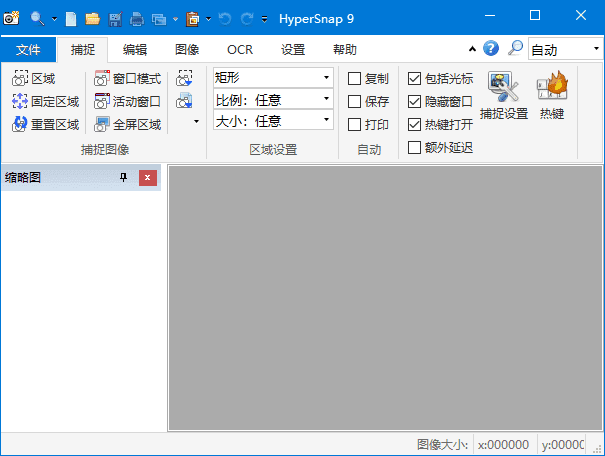 HyperSnap 9
文件 捕捉 编辑 图像 OCR 设置 帮助 自动
区域 窗口模式 矩形 复制 包括光标
固定区域 活动窗口 比例: 任意 保存 隐藏窗口
重置区域 全屏区域 大小: 任意 打印 热键打开 捕捉设置 热键
额外延迟
捕捉图像 区域设置 自动
缩略图
图像大小: x:000000 y:00000